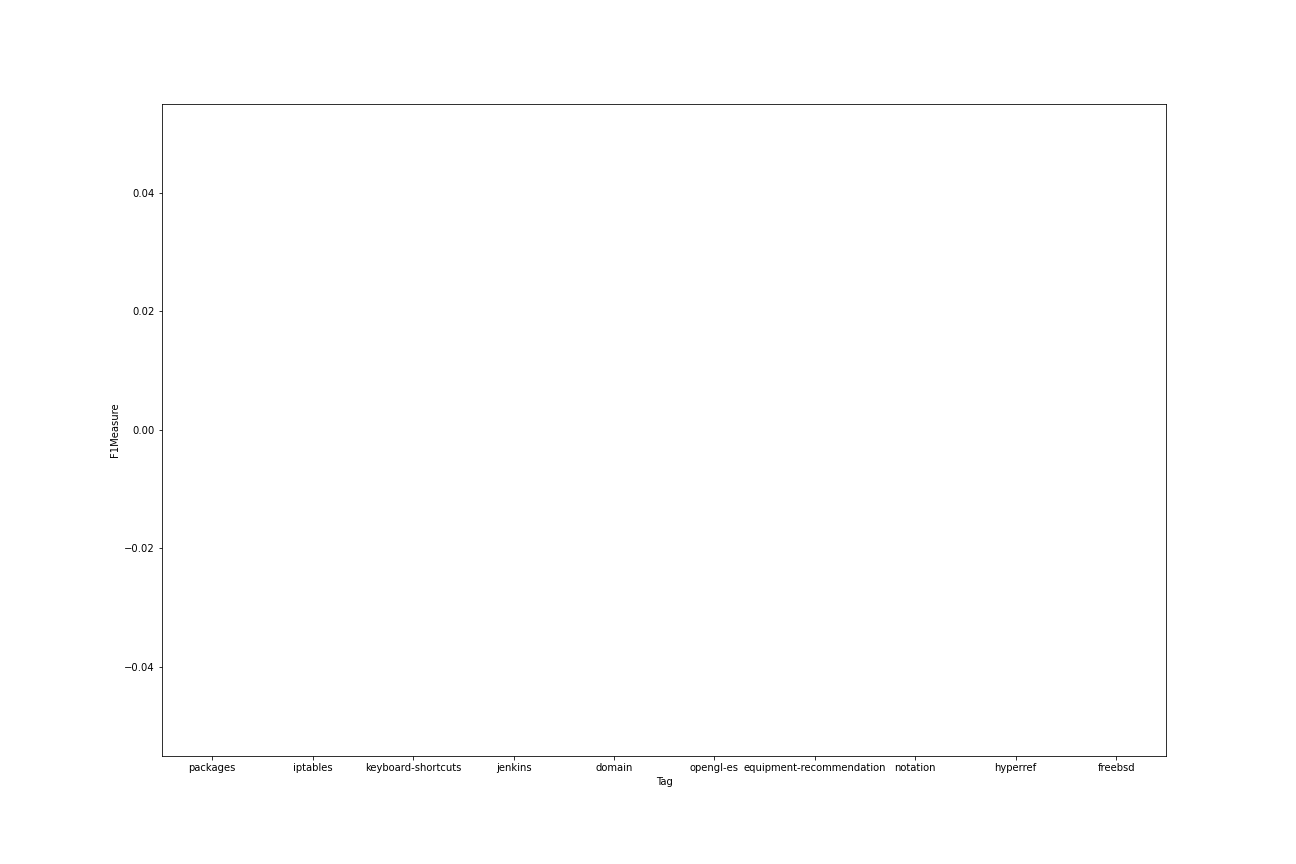 0.04
0.02
0.00
−0.02
−0.04
F1Measure
packages iptables keyboard-shortcuts jenkins domain opengl-es equipment-recommendation notation hyperref freebsd
Tag